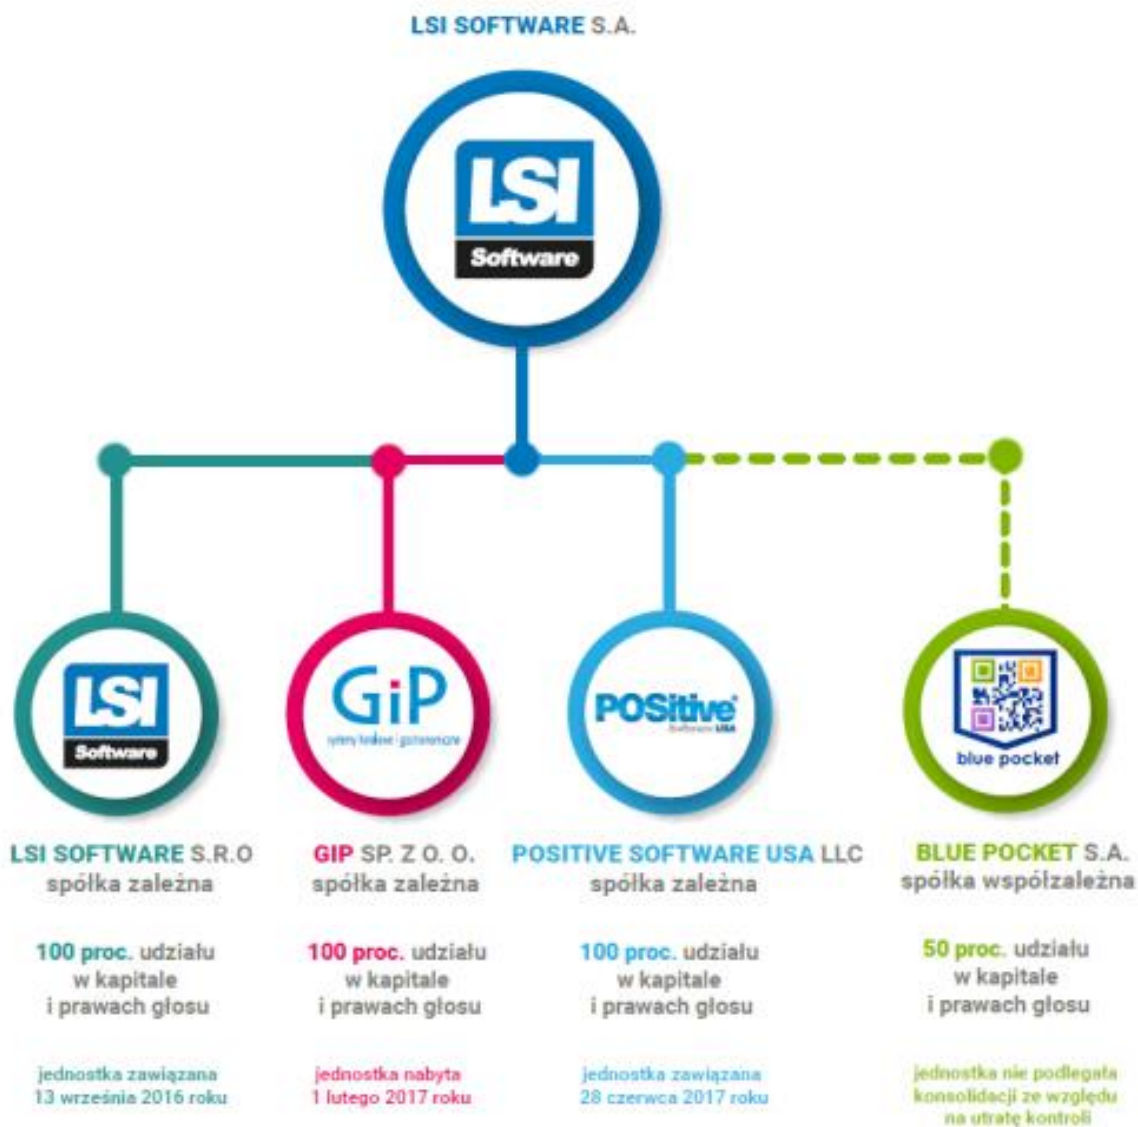 LSI SOFTWARE S.A.
LSI
Software
LSI
Software
GiP
POSitive
Software USA
blue pocket
LSI SOFTWARE S.R.O
spółka zależna
100 proc. udziału
w kapitale
i prawach głosu
jednostka zawiązana
13 września 2016 roku
GIP SP. Z O. O.
spółka zależna
100 proc. udziału
w kapitale
i prawach głosu
jednostka nabyta
1 lutego 2017 roku
POSITIVE SOFTWARE USA LLC
spółka zależna
100 proc. udziału
w kapitale
i prawach głosu
jednostka zawiązana
28 czerwca 2017 roku
BLUE POCKET S.A.
spółka współzależna
50 proc. udziału
w kapitale
i prawach głosu
jednostka nie podlegała
konsolidacji ze względu
na utratę kontroli